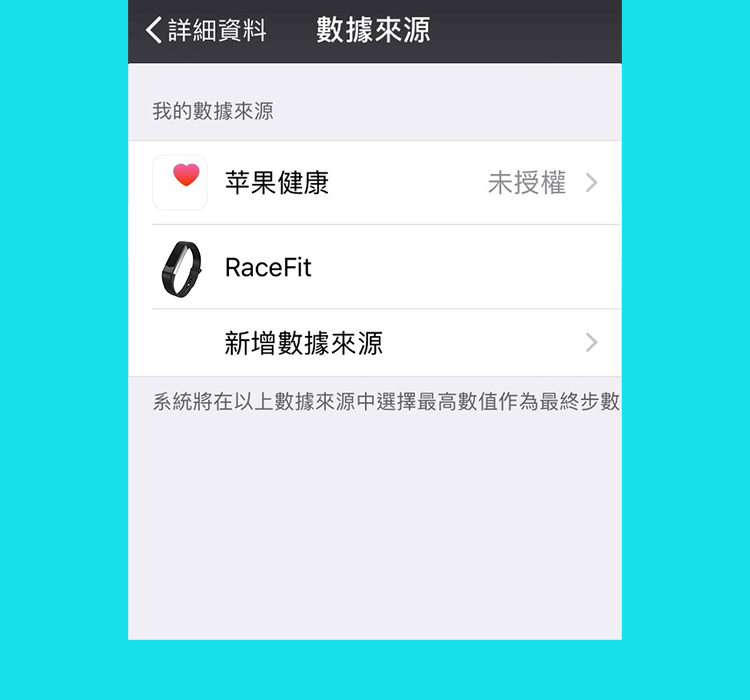 詳細資料 數據來源
我的數據來源
苹果健康 未授權
RaceFit
新增數據來源
系統將在以上數據來源中選擇最高數值作為最終步數